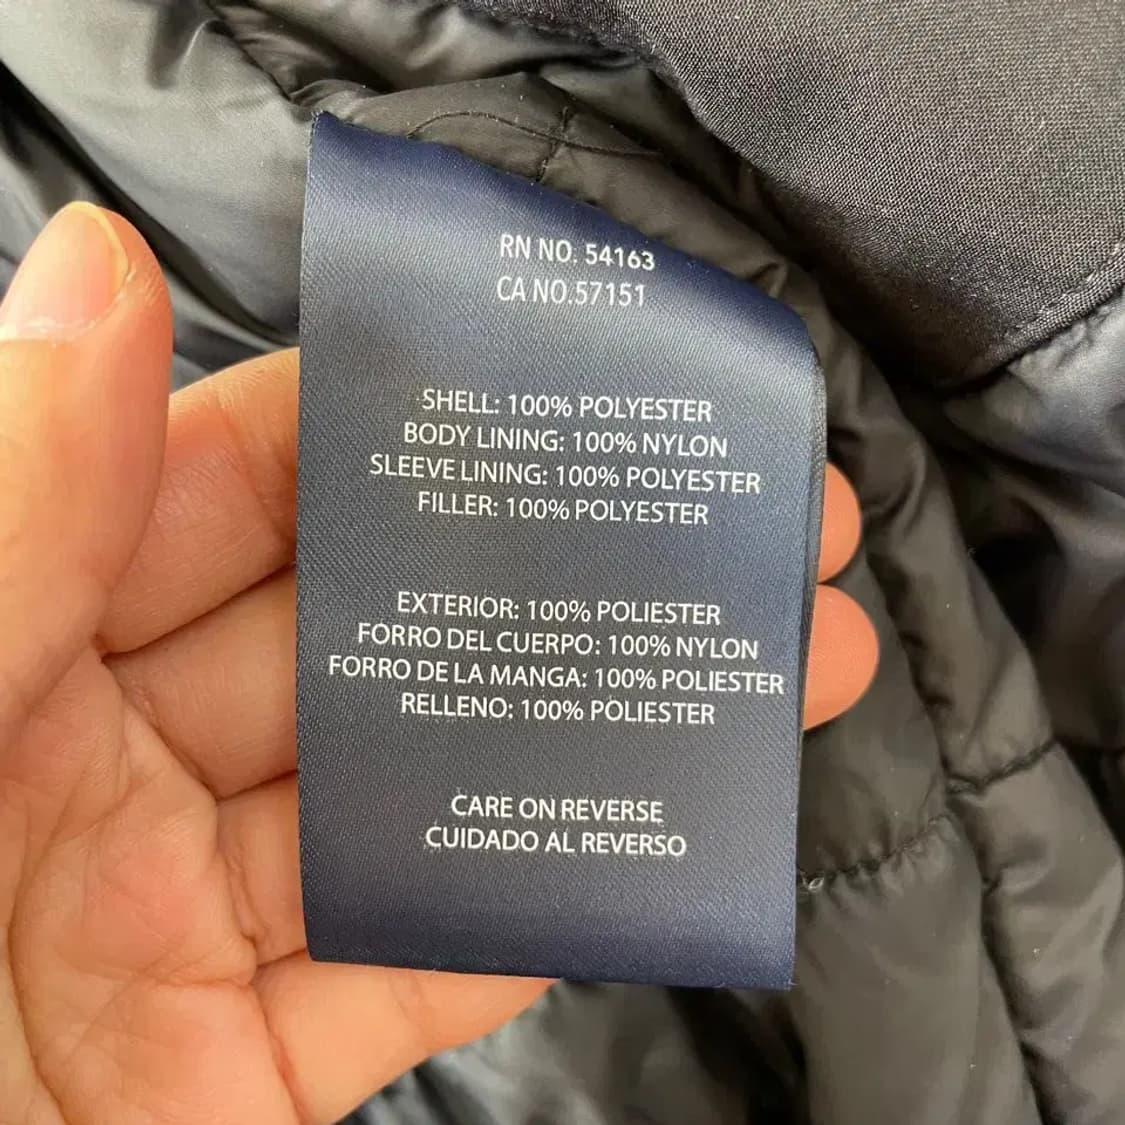 RN NO. 54163
CA NO.57151
SHELL: 100% POLYESTER
BODY LINING: 100% NYLON
SLEEVE LINING: 100% POLYESTER
FILLER: 100% POLYESTER
EXTERIOR: 100% POLIESTER
FORRO DEL CUERPO: 100% NYLON
FORRO DE LA MANGA: 100% POLIESTER
RELLENO: 100% POLIESTER
CARE ON REVERSE
CUIDADO AL REVERSO